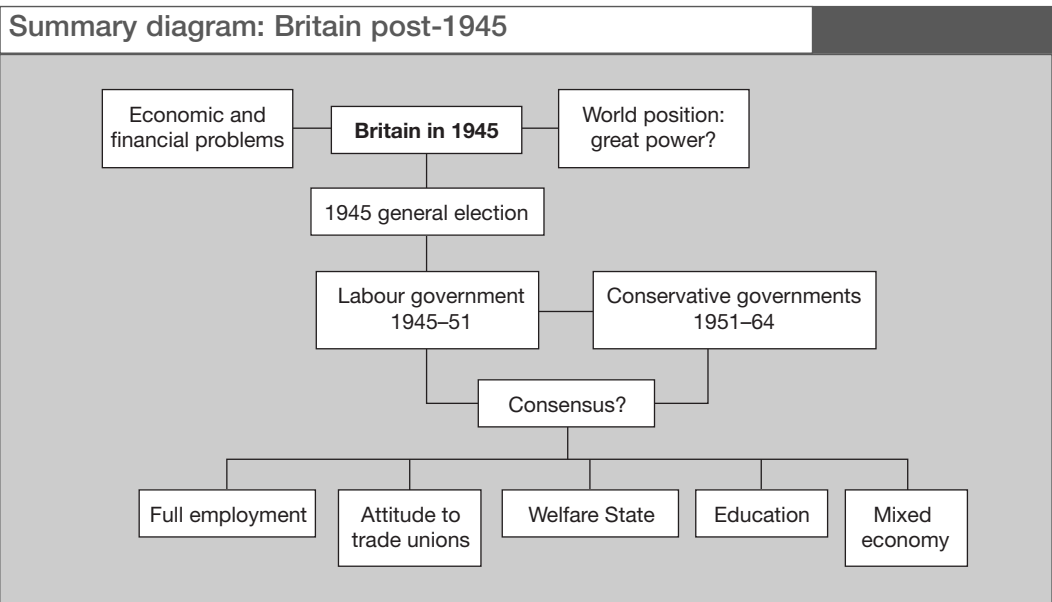 Summary diagram: Britain post-1945
Economic and
financial problems
Britain in 1945
World position:
great power?
1945 general election
Labour government
1945–51
Conservative governments
1951–64
Consensus?
Full employment
Attitude to
trade unions
Welfare State
Education
Mixed
economy